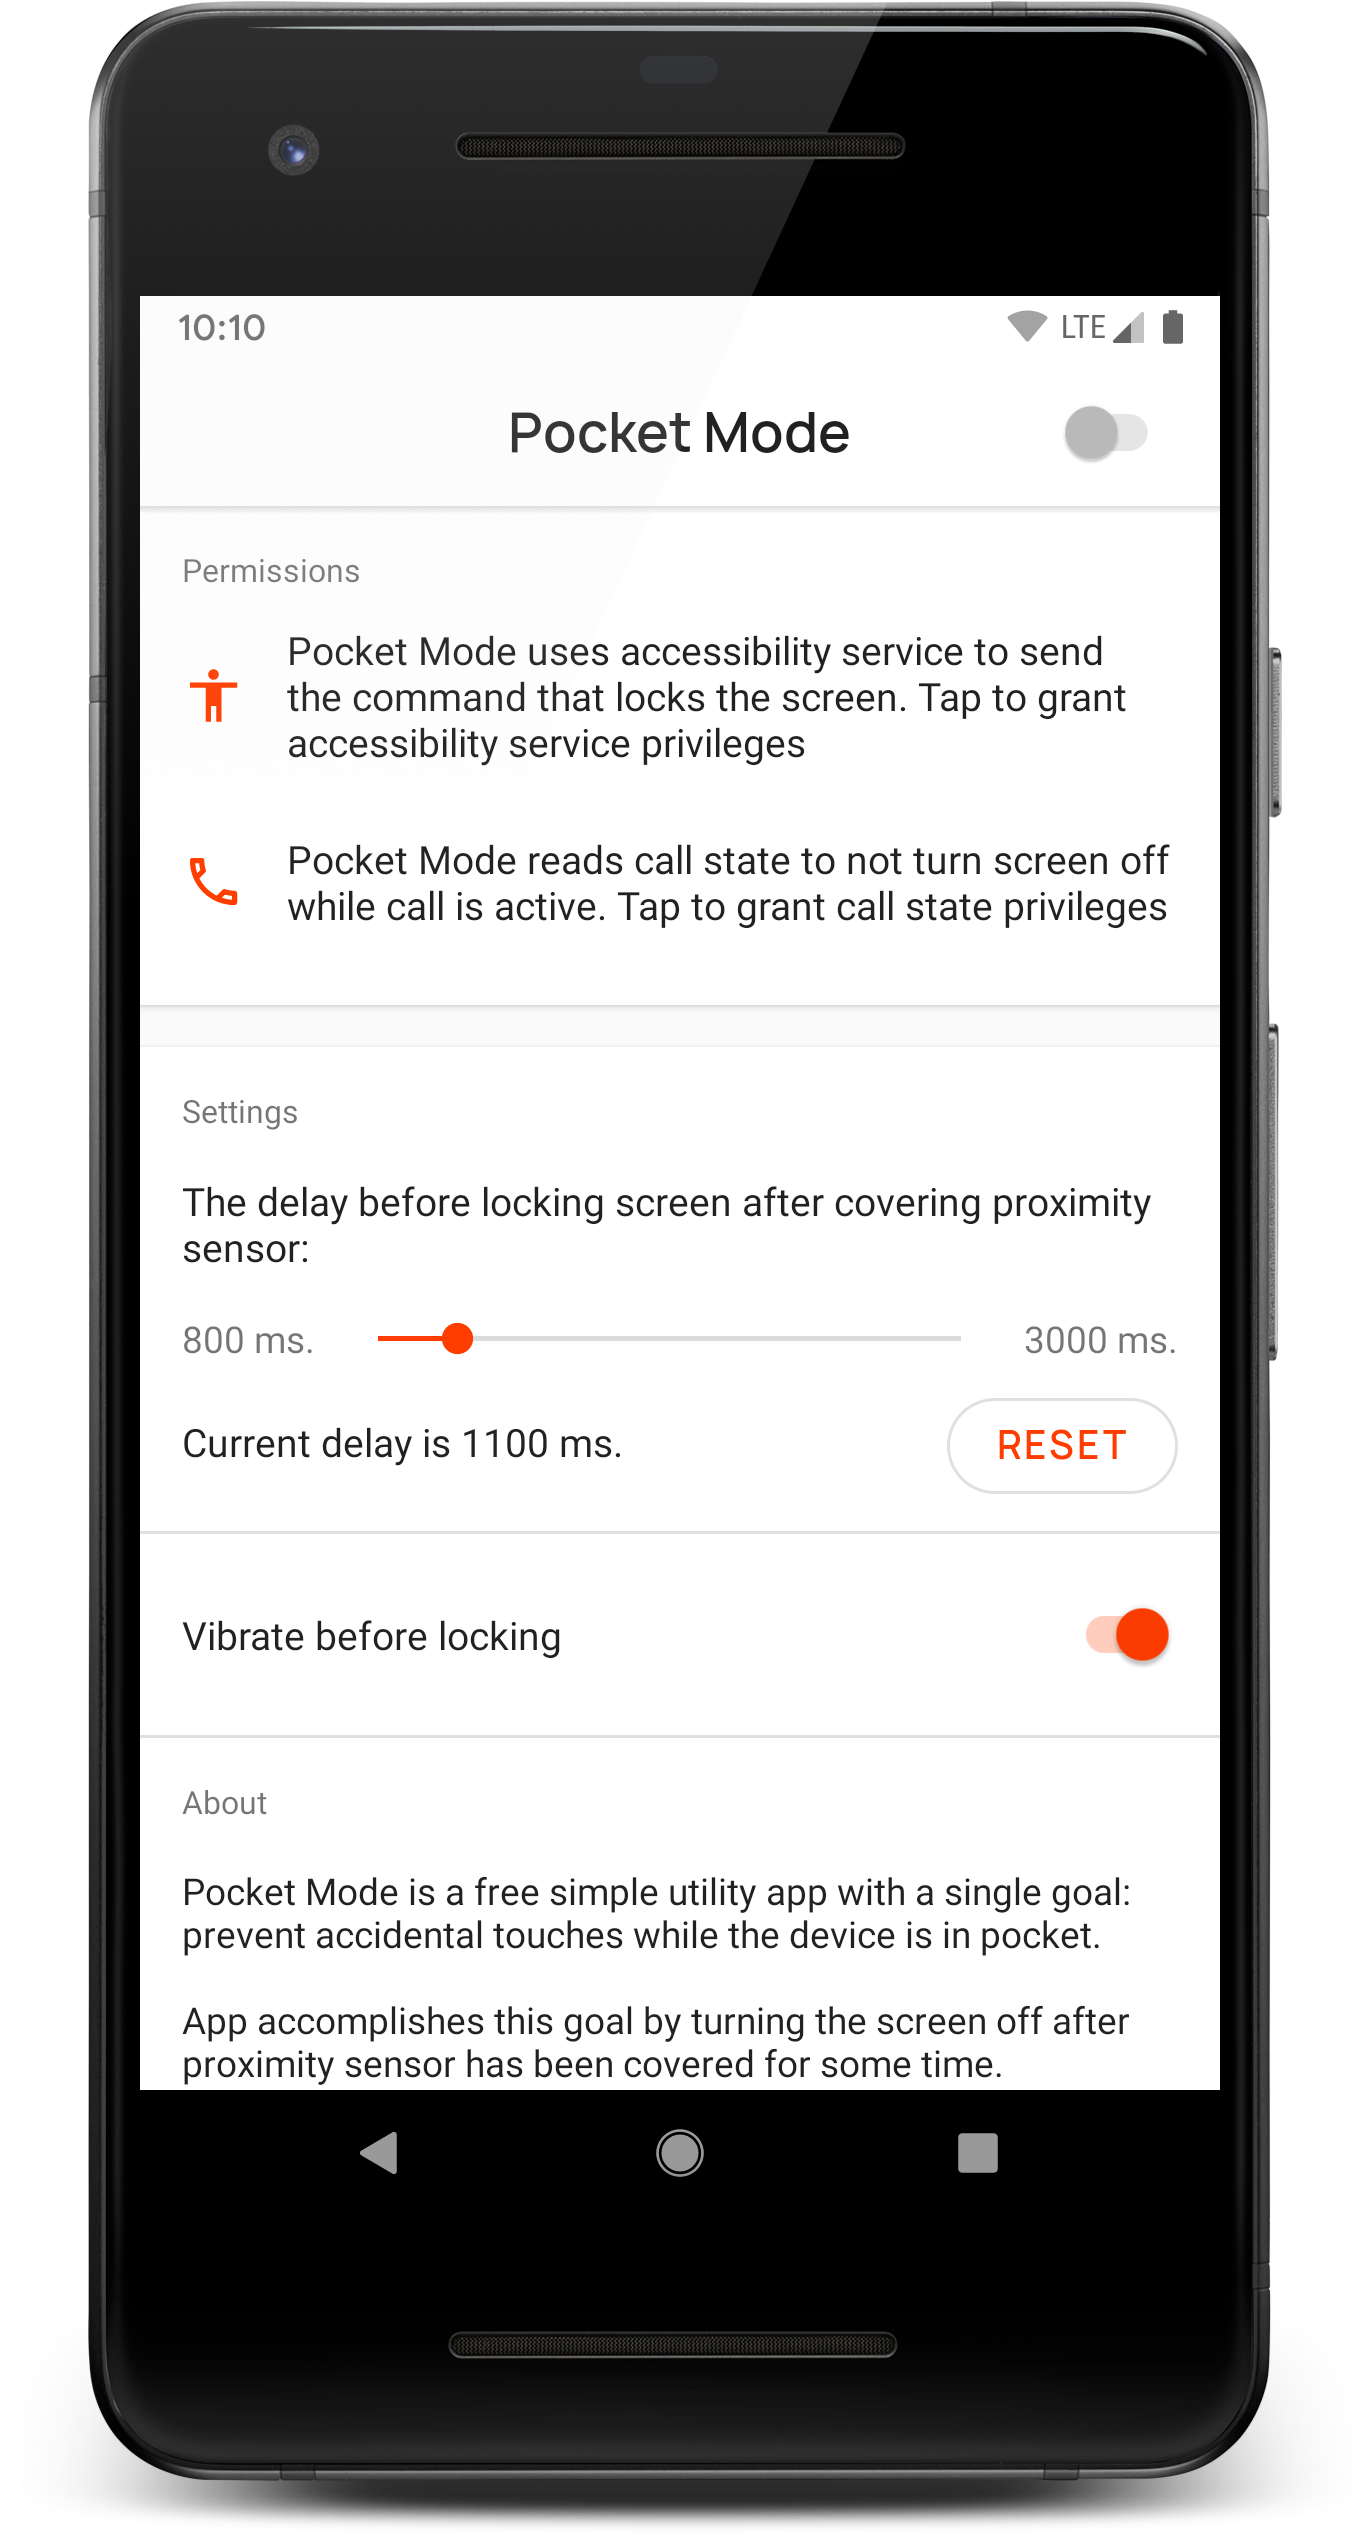 10:10
LTE
Pocket Mode
Permissions
Pocket Mode uses accessibility service to send
the command that locks the screen. Tap to grant
accessibility service privileges
Pocket Mode reads call state to not turn screen off
while call is active. Tap to grant call state privileges
Settings
The delay before locking screen after covering proximity
sensor:
800 ms.
3000 ms.
Current delay is 1100 ms.
RESET
Vibrate before locking
About
Pocket Mode is a free simple utility app with a single goal:
prevent accidental touches while the device is in pocket.
App accomplishes this goal by turning the screen off after
proximity sensor has been covered for some time.